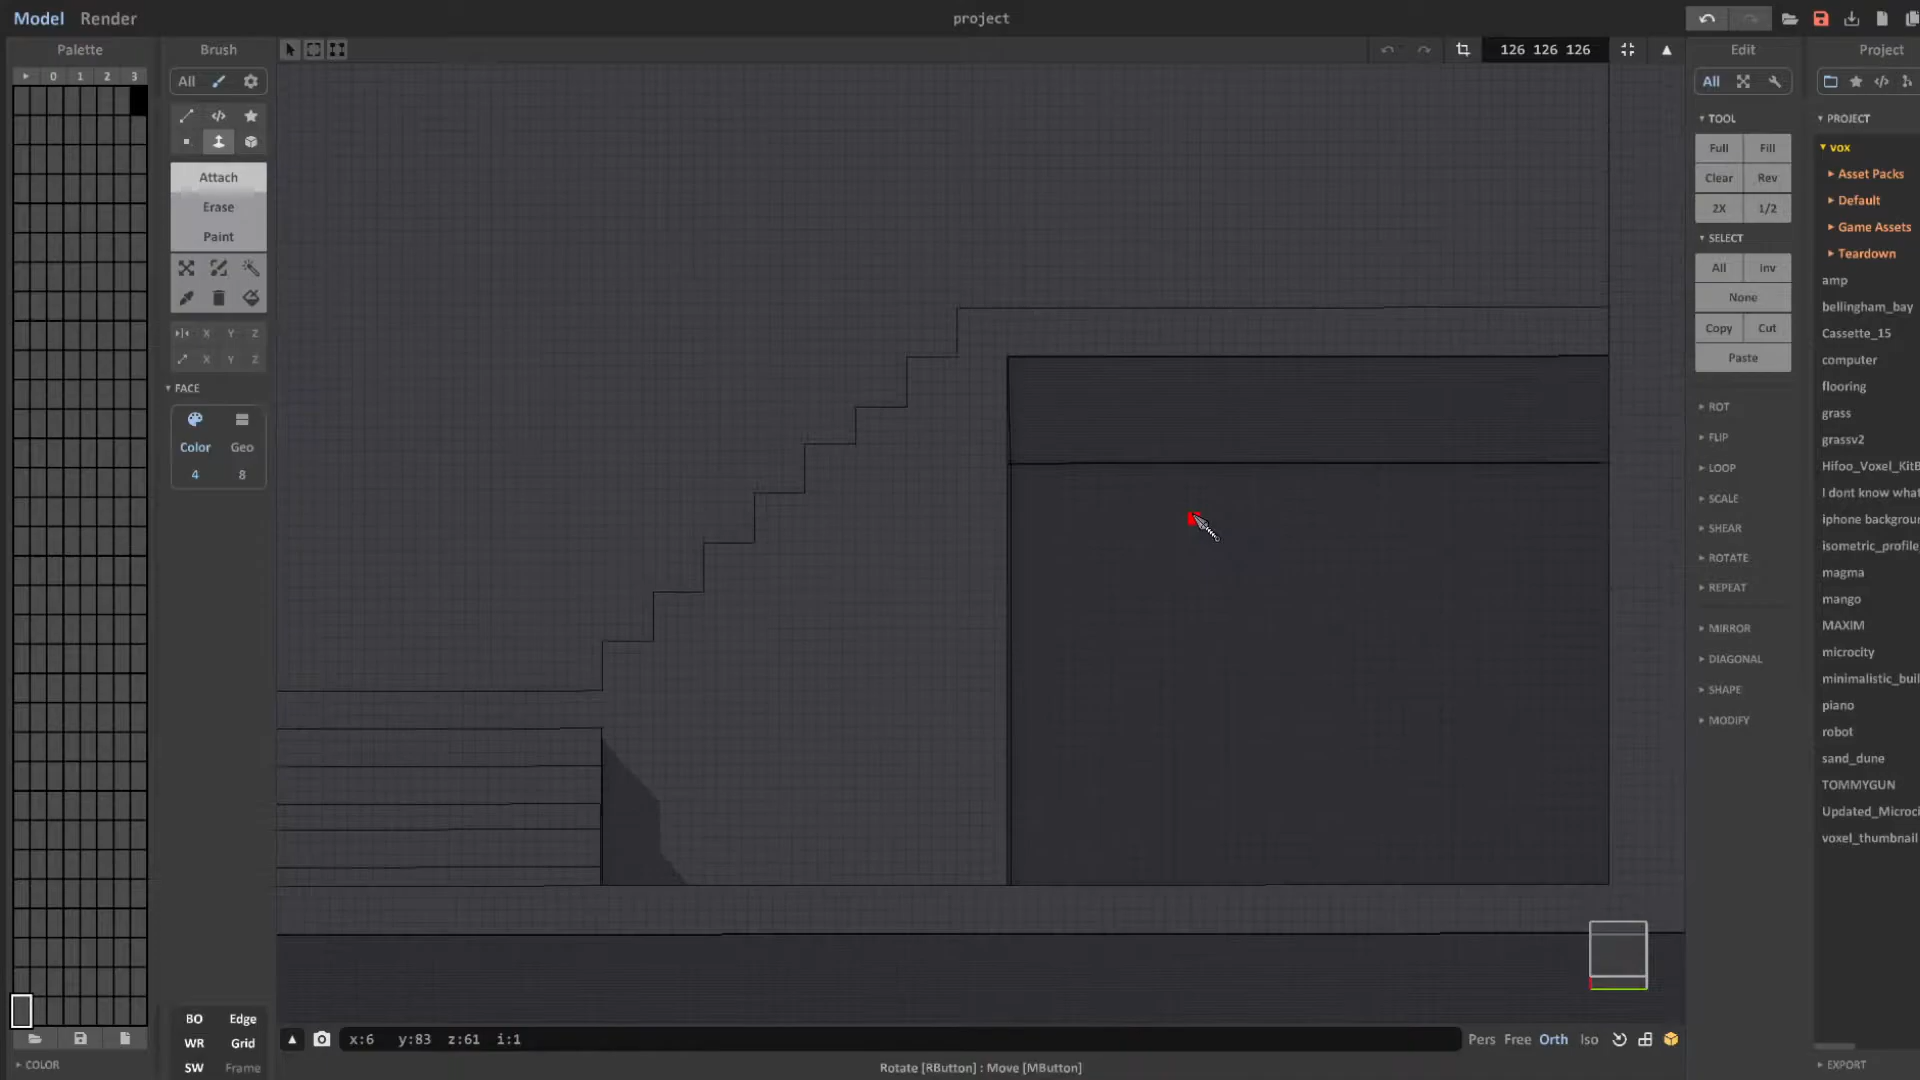 Model Render
project
Palette
Brush
126 126 126
Edit
Project
0 1 2 3
All
All
TOOL
PROJECT
Full Fill
vox
Clear Rev
Asset Packs
Attach
2X 1/2
Default
Erase
Game Assets
Paint
SELECT
Teardown
All Inv
amp
None
bellingham_bay
Copy Cut
Cassette_15
X Y Z
X Y Z
Paste
computer
FACE
flooring
ROT
grass
Color Geo
FLIP
grassv2
4 8
LOOP
Hifoo_Voxel_KitB
SCALE
I dont know what
SHEAR
iphone backgrou
ROTATE
isometric_profile
REPEAT
magma
mango
MIRROR
MAXIM
DIAGONAL
microcity
SHAPE
minimalistic_buil
MODIFY
piano
robot
sand_dune
TOMMYGUN
Updated_Microci
voxel_thumbnail
BO Edge
WR Grid
SW Frame
x:6 y:83 z:61 i:1
Pers Free Orth Iso
COLOR
Rotate [RButton] : Move [MButton]
EXPORT